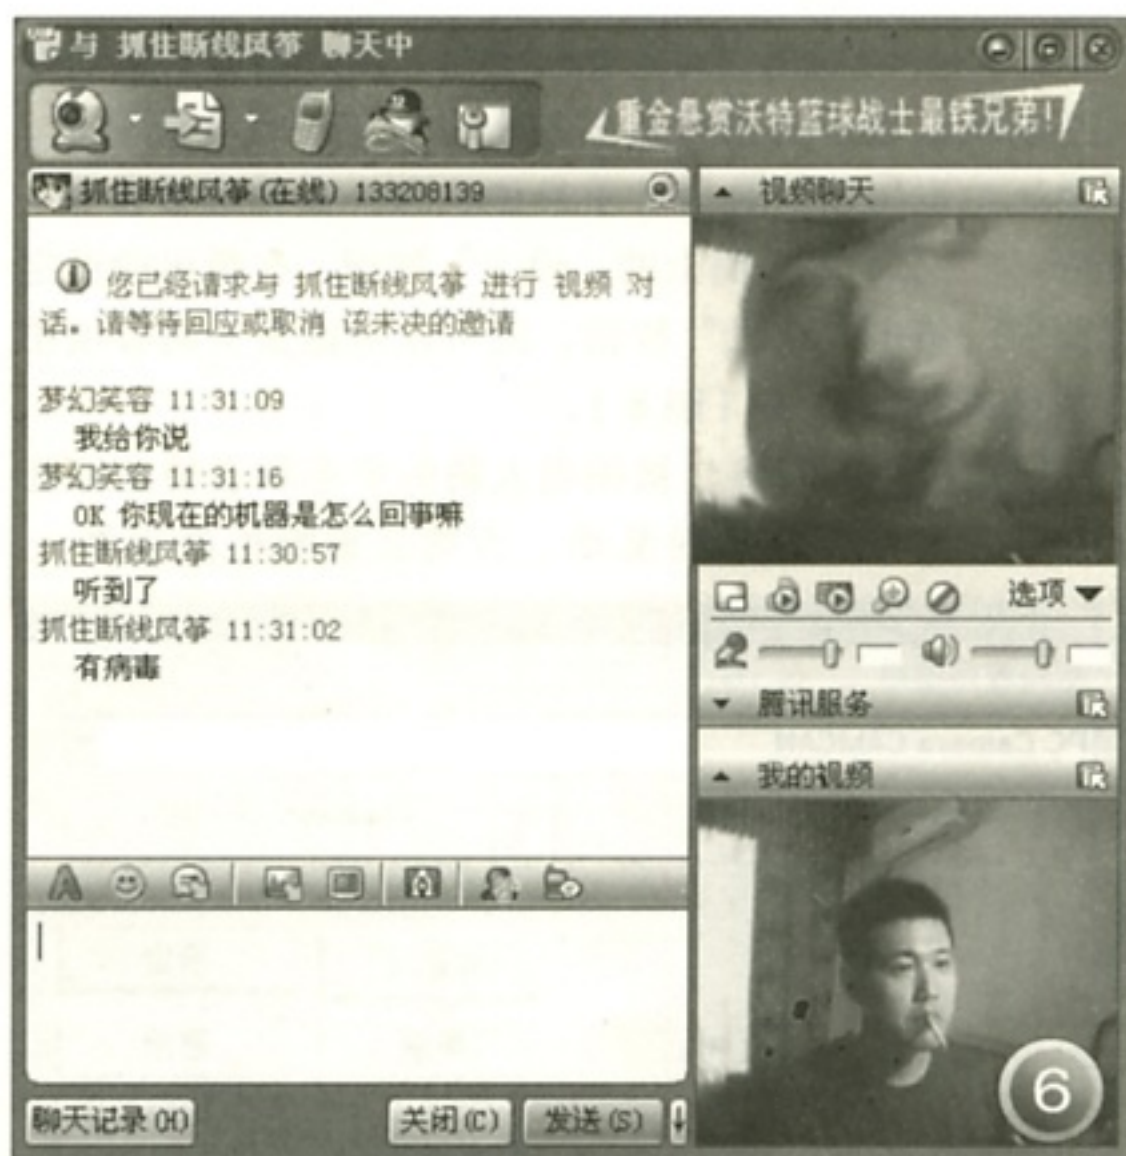 与 抓住断线风筝 聊天中
重金悬赏沃特篮球战士最铁兄弟!
抓住断线风筝(在线) 133208139
您已经请求与 抓住断线风筝 进行 视频 对
话。请等待回应或取消 该未决的邀请
梦幻笑容 11:31:09
我给你说
梦幻笑容 11:31:16
OK 你现在的机器是怎么回事嘛
抓住断线风筝 11:30:57
听到了
抓住断线风筝 11:31:02
有病毒
聊天记录(H)
关闭(C)
发送(S)
视频聊天
选项
腾讯服务
我的视频
6